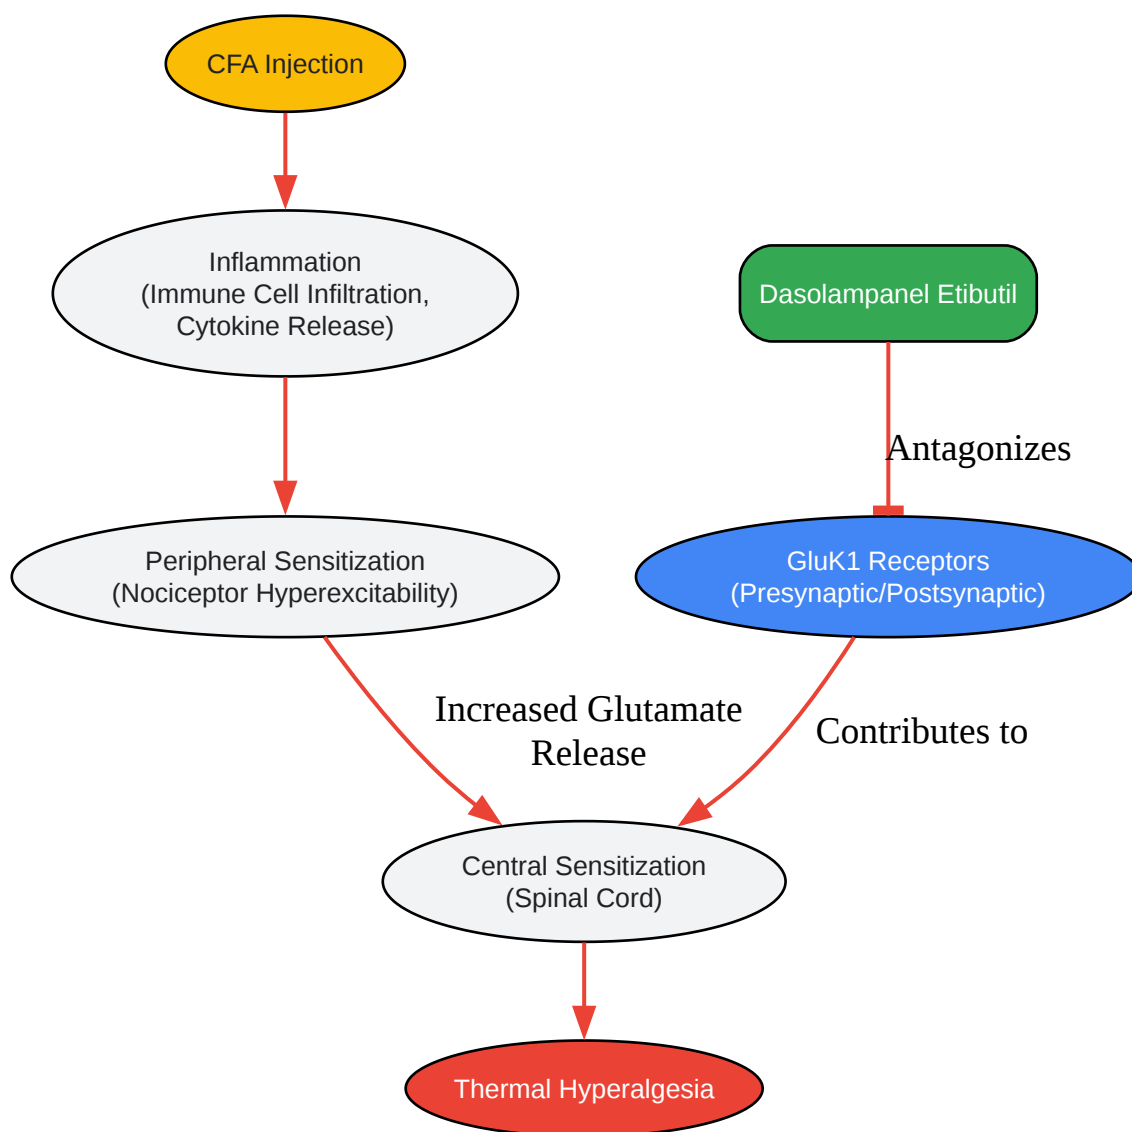 CFA Injection
Inflammation
(Immune Cell Infiltration,
Cytokine Release)
Dasolampanel Etibutil
Antagonizes
Peripheral Sensitization
(Nociceptor Hyperexcitability)
GluK1 Receptors
(Presynaptic/Postsynaptic)
Increased Glutamate
Release
Contributes to
Central Sensitization
(Spinal Cord)
Thermal Hyperalgesia